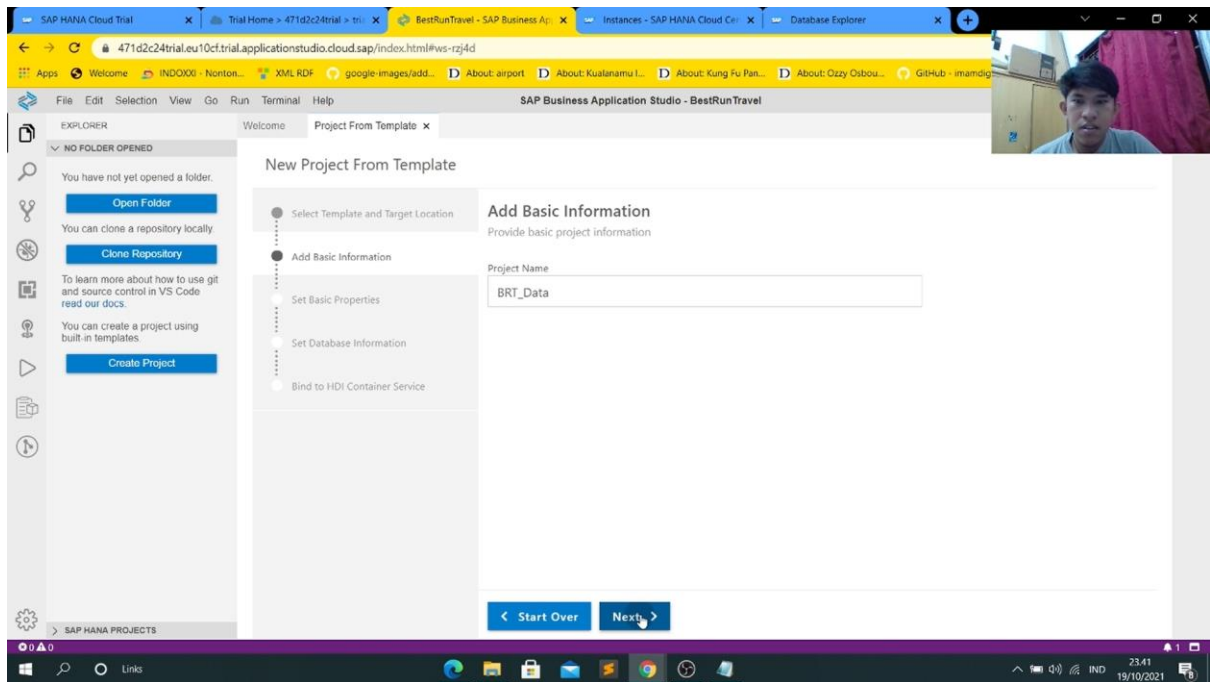 SAP HANA Cloud Trial
Trial Home > 471d2c24trial > tria
BestRunTravel - SAP Business Ap
Instances - SAP HANA Cloud Cen
Database Explorer
471d2c24trial.eu10cf.trial.applicationstudio.cloud.sap/index.html#ws-rzj4d
Apps
Welcome
INDOXXI - Nonton...
XML RDF
google-images/add...
About: airport
About: Kualanamu I...
About: Kung Fu Pan...
About: Ozzy Osbou...
GitHub - imamdig
File Edit Selection View Go Run Terminal Help
SAP Business Application Studio - BestRunTravel
EXPLORER
Welcome
Project From Template
NO FOLDER OPENED
You have not yet opened a folder.
Open Folder
You can clone a repository locally.
Clone Repository
To learn more about how to use git
and source control in VS Code
read our docs.
You can create a project using
built-in templates.
Create Project
SAP HANA PROJECTS
New Project From Template
Select Template and Target Location
Add Basic Information
Set Basic Properties
Set Database Information
Bind to HDI Container Service
Add Basic Information
Provide basic project information
Project Name
BRT_Data
Start Over
Next
0 0
1
Links
IND
23.41
19/10/2021